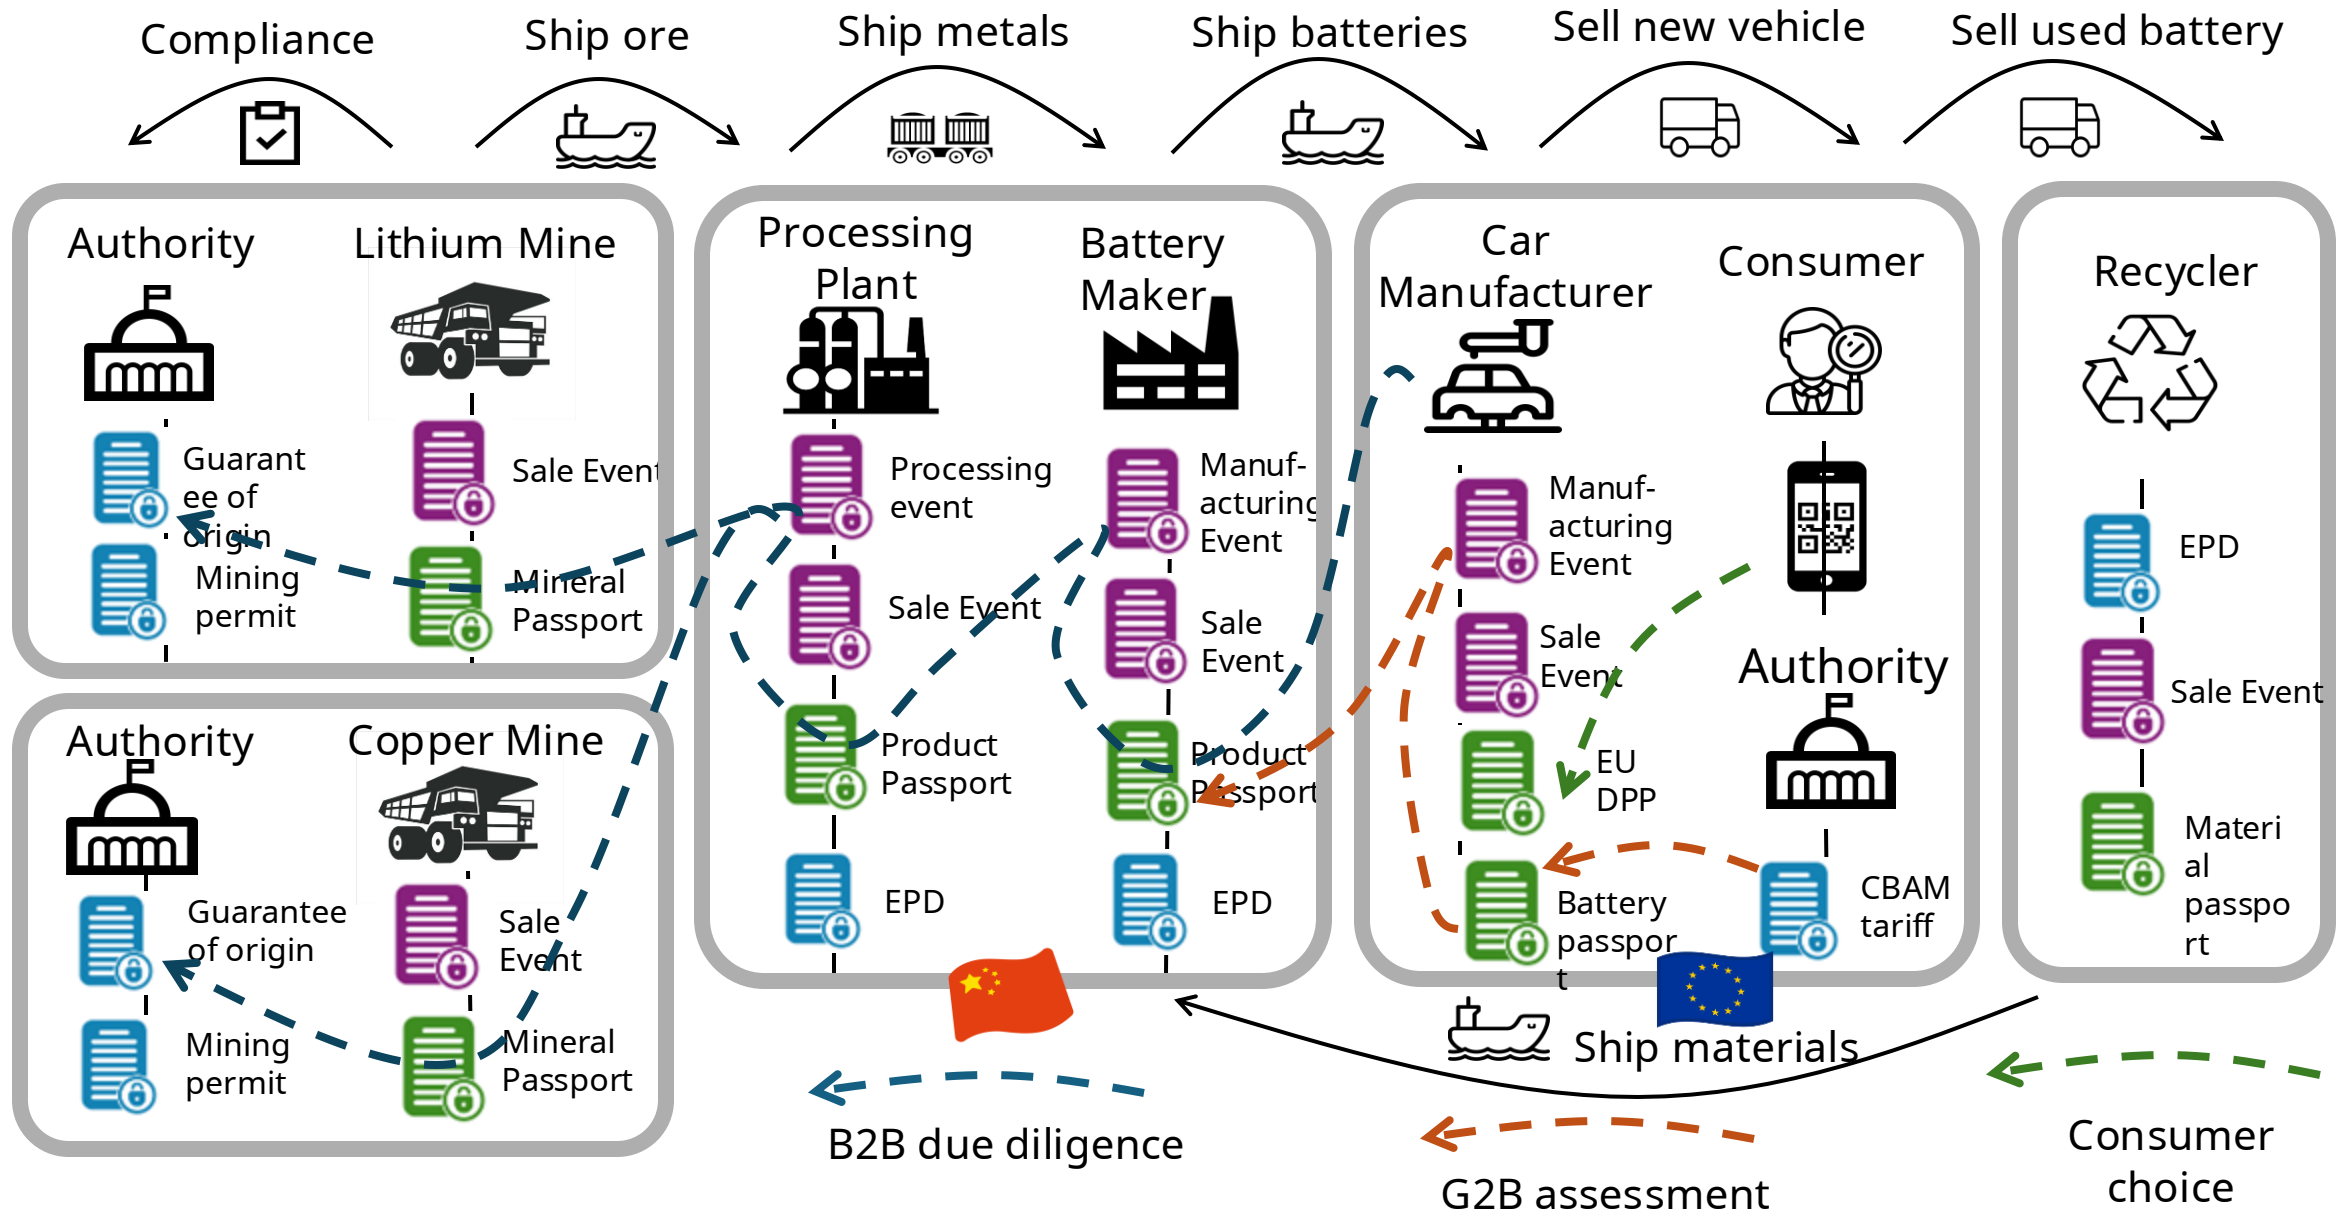 Compliance
Ship ore
Ship metals
Ship batteries
Sell new vehicle
Sell used battery
Authority
Lithium Mine
Guarant
ee of
origin
Mining
permit
Sale Event
Mineral
Passport
Authority
Copper Mine
Guarantee
of origin
Mining
permit
Sale
Event
Mineral
Passport
Processing
Plant
Processing
event
Sale Event
Product
Passport
EPD
Battery
Maker
Manuf-
acturing
Event
Sale
Event
Product
Passport
EPD
Car
Manufacturer
Manuf-
acturing
Event
Sale
Event
EU
DPP
Battery
passpor
t
Consumer
Authority
CBAM
tariff
Recycler
EPD
Sale Event
Materi
al
passpo
rt
Ship materials
B2B due diligence
G2B assessment
Consumer
choice